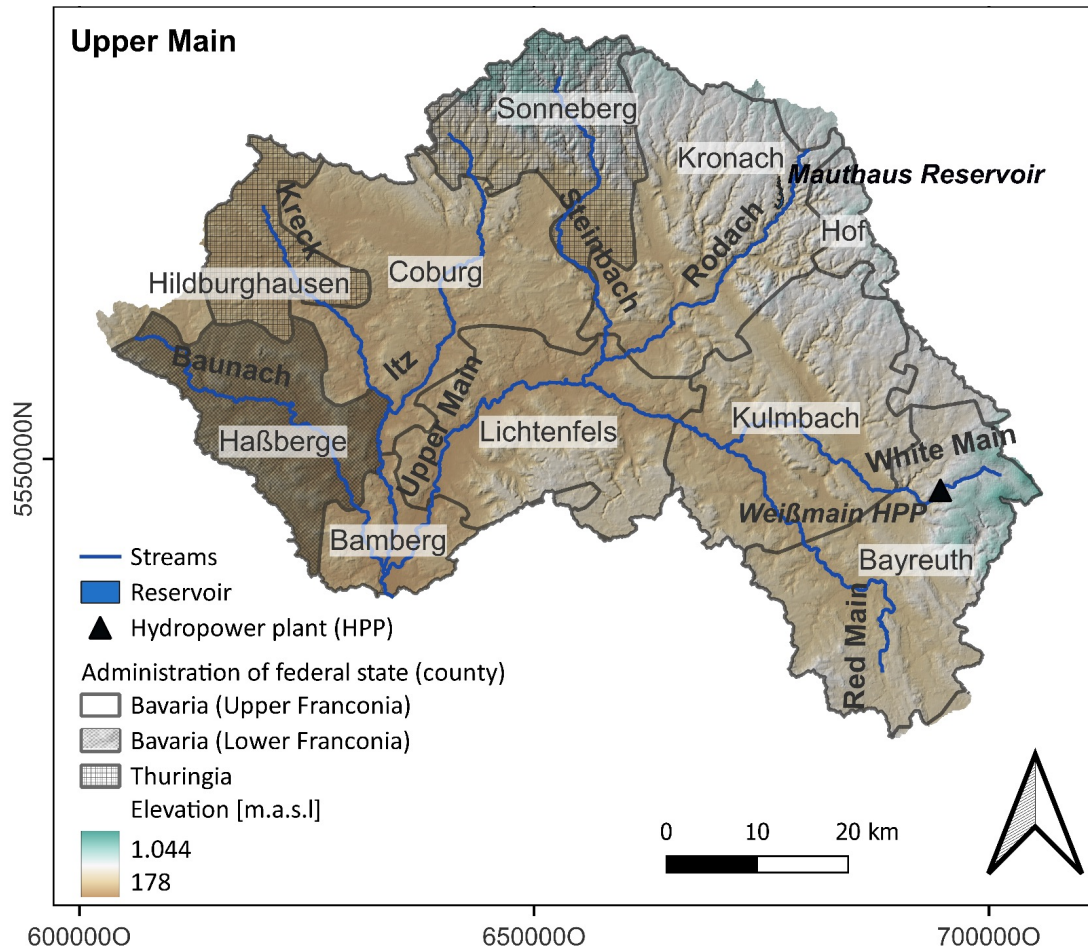 Upper Main
Sonneberg
Kronach
Mauthaus Reservoir
Kreck
Steinbach
Rodach
Hof
Coburg
Hildburghausen
Baunach
Itz
Upper Main
Haßberge
Lichtenfels
Kulmbach
White Main
Weißmain HPP
Bamberg
Bayreuth
Red Main
5550000N
Streams
Reservoir
Hydropower plant (HPP)
Administration of federal state (county)
Bavaria (Upper Franconia)
Bavaria (Lower Franconia)
Thuringia
Elevation [m.a.s.l]
1.044
178
0 10 20 km
600000O 650000O 700000O